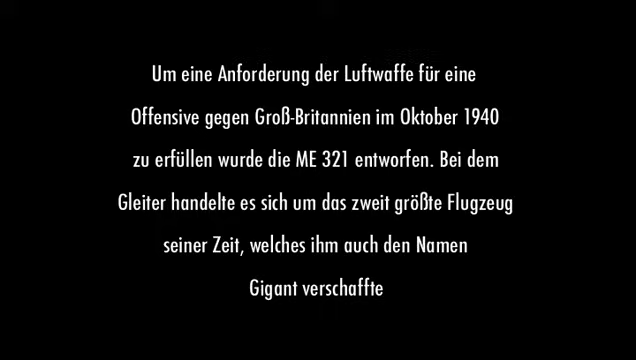 Um eine Anforderung der Luftwaffe für eine
Offensive gegen Groß-Britannien im Oktober 1940
zu erfüllen wurde die ME 321 entworfen. Bei dem
Gleiter handelte es sich um das zweit größte Flugzeug
seiner Zeit, welches ihm auch den Namen
Gigant verschaffte